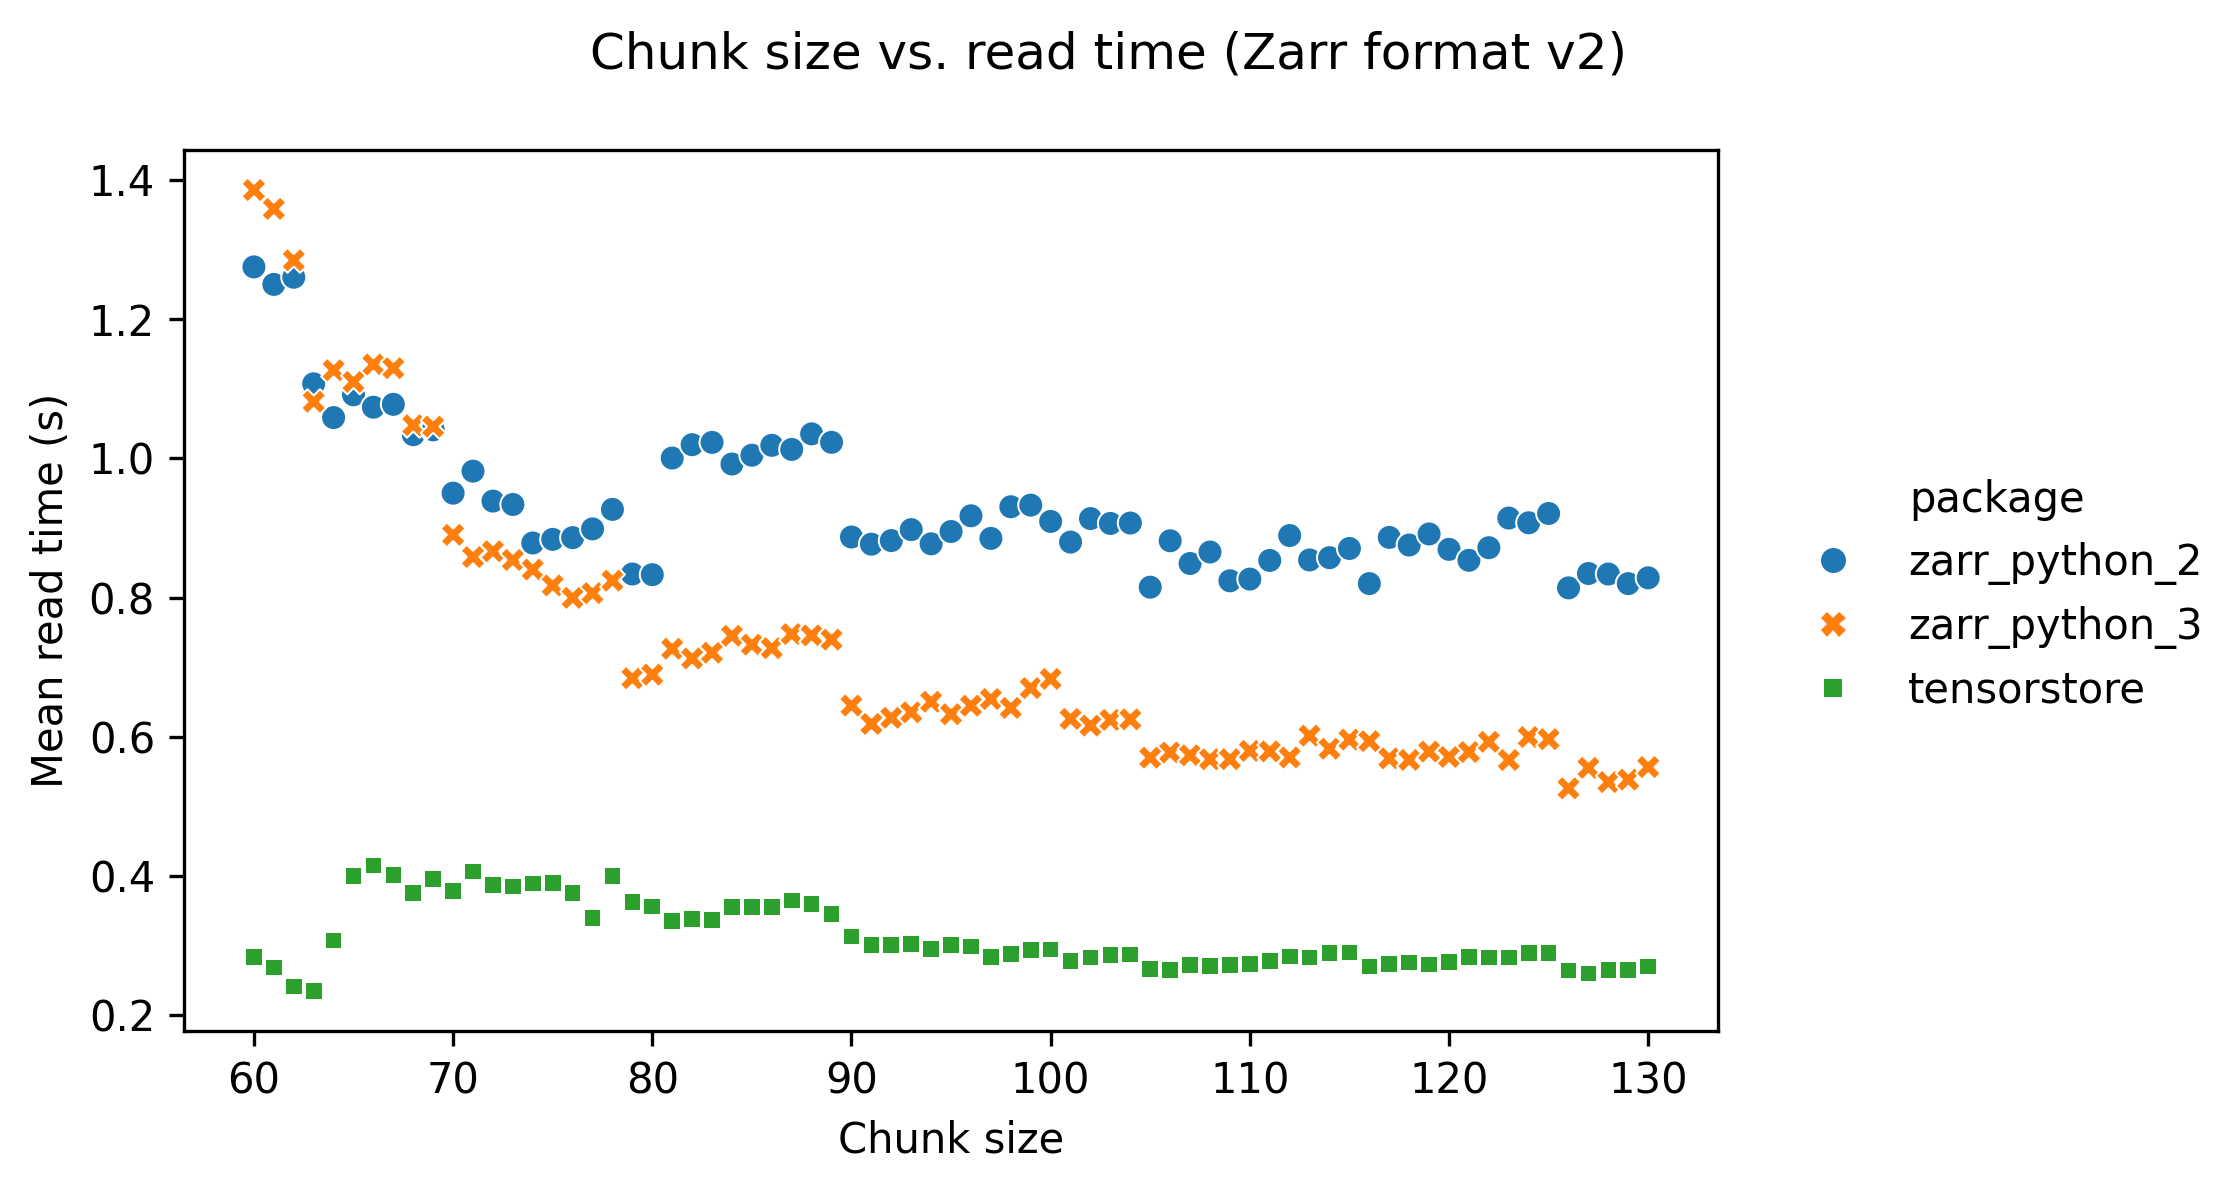 Chunk size vs. read time (Zarr format v2)
1.4
1.2
1.0
0.8
0.6
0.4
0.2
Mean read time (s)
60 70 80 90 100 110 120 130
Chunk size
package
zarr_python_2
zarr_python_3
tensorstore